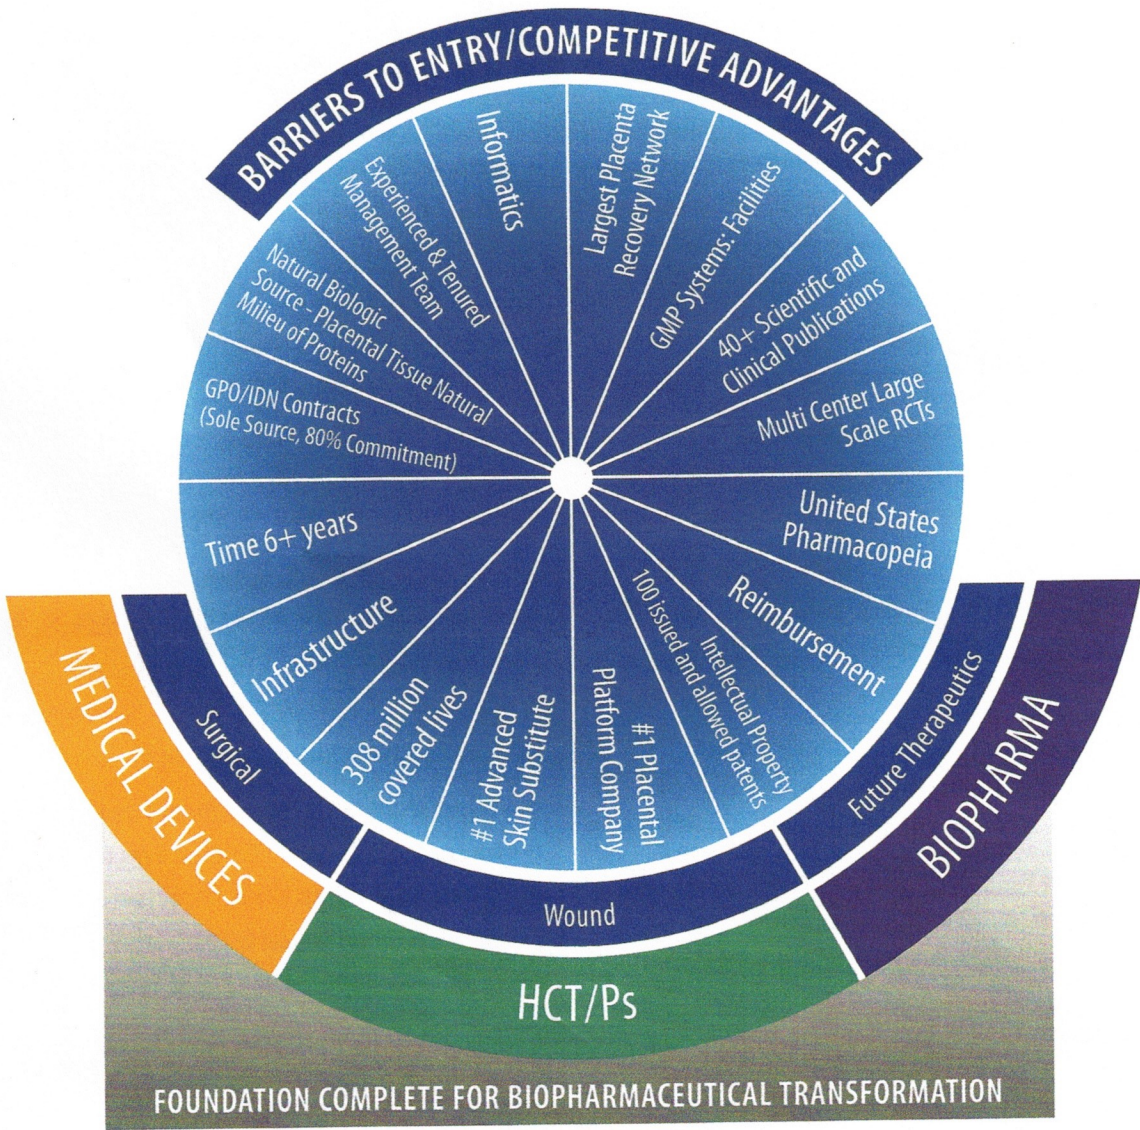 BARRIERS TO ENTRY/COMPETITIVE ADVANTAGES
Informatics
Largest Placenta
Recovery Network
GMP Systems: Facilities
40+ Scientific and
Clinical Publications
Multi Center Large
Scale RCTs
United States
Pharmacopeia
Reimbursement
Intellectual Property
100 issued and allowed patents
#1 Placental
Platform Company
#1 Advanced
Skin Substitute
308 million
covered lives
Infrastructure
Time 6+ years
GPO/IDN Contracts
(Sole Source, 80% Commitment)
Natural Biologic
Source - Placental Tissue Natural
Milieu of Proteins
Experienced & Tenured
Management Team
MEDICAL DEVICES
Surgical
Wound
Future Therapeutics
BIOPHARMA
HCT/Ps
FOUNDATION COMPLETE FOR BIOPHARMACEUTICAL TRANSFORMATION